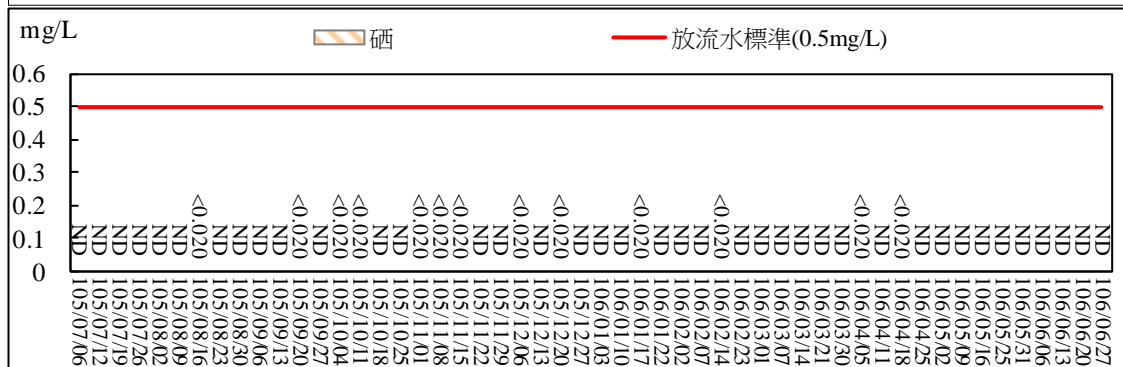 mg/L
硒
放流水標準(0.5mg/L)
0.6
0.5
0.4
0.3
0.2
0.1
0
ND
ND
ND
ND
ND
ND
<0.020
ND
ND
ND
ND
<0.020
ND
<0.020
<0.020
ND
ND
<0.020
<0.020
<0.020
ND
ND
<0.020
ND
<0.020
ND
ND
ND
<0.020
ND
ND
ND
<0.020
ND
ND
ND
ND
ND
ND
<0.020
ND
<0.020
ND
ND
ND
ND
ND
ND
ND
ND
ND
ND
105/07/06
105/07/12
105/07/19
105/07/26
105/08/02
105/08/09
105/08/16
105/08/23
105/08/30
105/09/06
105/09/13
105/09/20
105/09/27
105/10/04
105/10/11
105/10/18
105/10/25
105/11/01
105/11/08
105/11/15
105/11/22
105/11/29
105/12/06
105/12/13
105/12/20
105/12/27
106/01/03
106/01/10
106/01/17
106/01/22
106/02/02
106/02/07
106/02/14
106/02/23
106/03/01
106/03/07
106/03/14
106/03/21
106/03/30
106/04/05
106/04/11
106/04/18
106/04/25
106/05/02
106/05/09
106/05/16
106/05/25
106/05/31
106/06/06
106/06/13
106/06/20
106/06/27